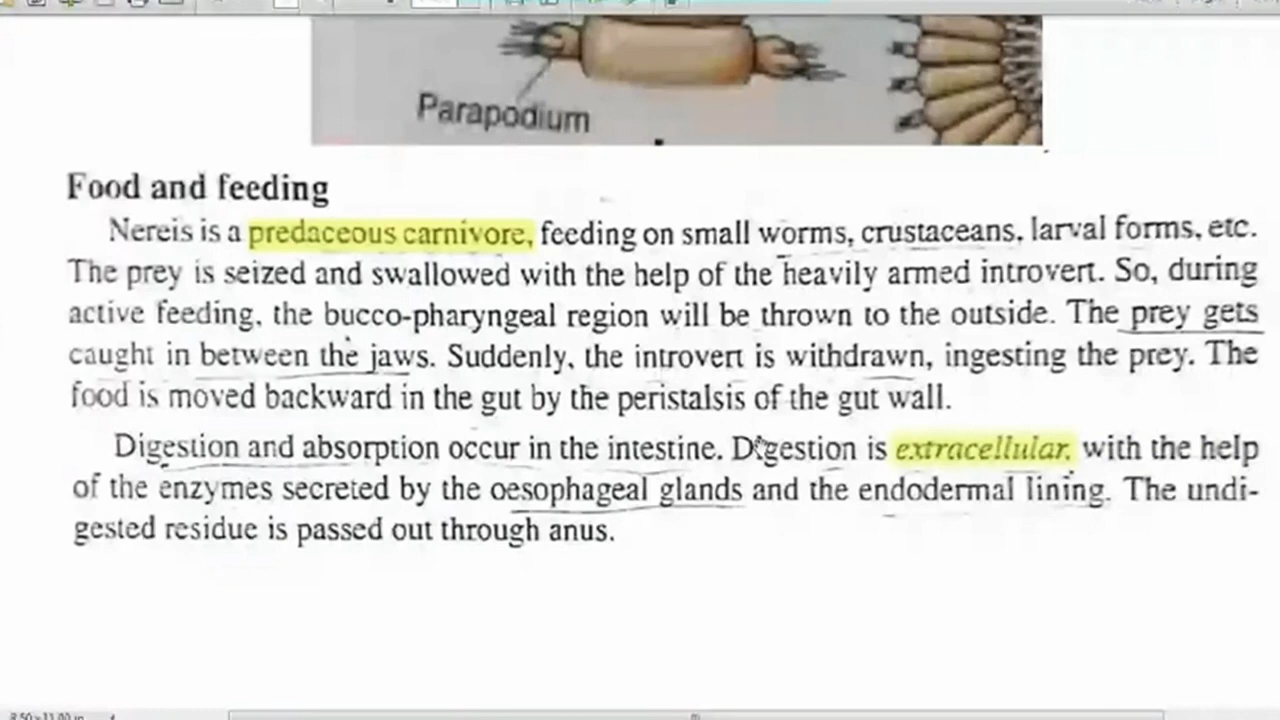 Parapodium
Food and feeding
Nereis is a predaceous carnivore, feeding on small worms, crustaceans, larval forms, etc.
The prey is seized and swallowed with the help of the heavily armed introvert. So, during
active feeding, the bucco-pharyngeal region will be thrown to the outside. The prey gets
caught in between the jaws. Suddenly, the introvert is withdrawn, ingesting the prey. The
food is moved backward in the gut by the peristalsis of the gut wall.
Digestion and absorption occur in the intestine. Digestion is extracellular, with the help
of the enzymes secreted by the oesophageal glands and the endodermal lining. The undi-
gested residue is passed out through anus.
8.50 x 11.00 in